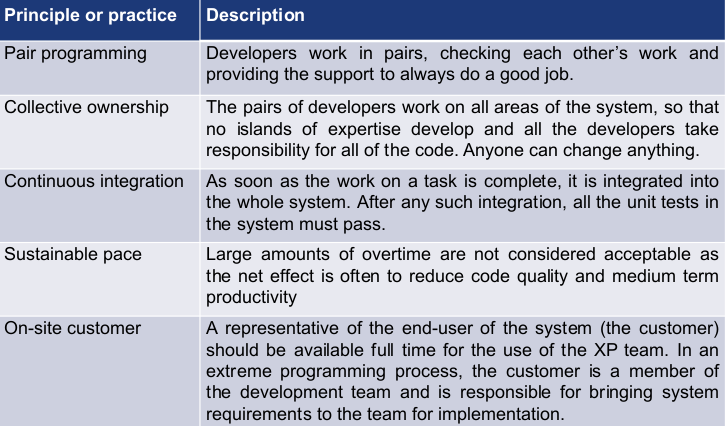 Principle or practice
Description
Pair programming
Developers work in pairs, checking each other’s work and
providing the support to always do a good job.
Collective ownership
The pairs of developers work on all areas of the system, so that
no islands of expertise develop and all the developers take
responsibility for all of the code. Anyone can change anything.
Continuous integration
As soon as the work on a task is complete, it is integrated into
the whole system. After any such integration, all the unit tests in
the system must pass.
Sustainable pace
Large amounts of overtime are not considered acceptable as
the net effect is often to reduce code quality and medium term
productivity
On-site customer
A representative of the end-user of the system (the customer)
should be available full time for the use of the XP team. In an
extreme programming process, the customer is a member of
the development team and is responsible for bringing system
requirements to the team for implementation.